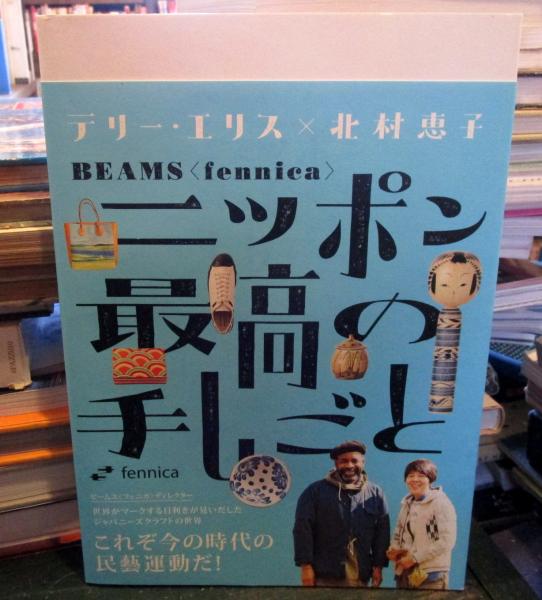 テリー・エリス×北村恵子
BEAMS〈fennica〉
ニッポン
最高の
手しごと
fennica
ビームス〈フェニカ〉ディレクター
世界がマークする目利きが見いだした
ジャパニーズクラフトの世界
これぞ今の時代の
民藝運動だ!